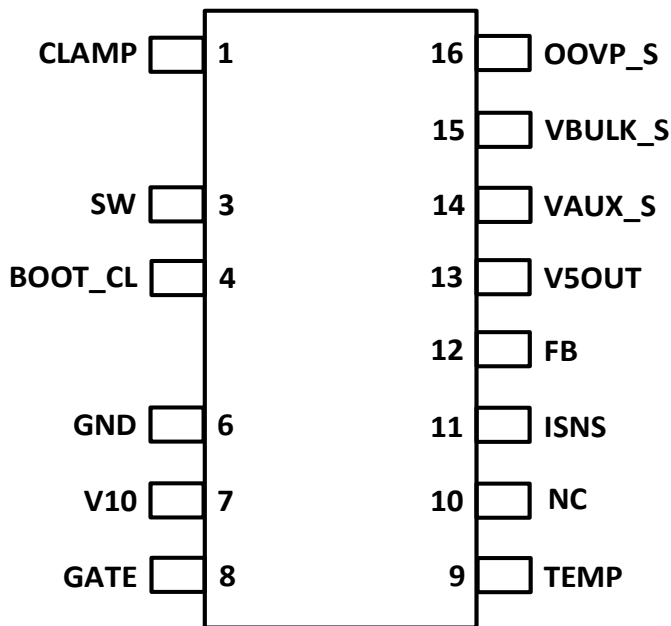 CLAMP 1 16 OOVP_S
15 VBULK_S
SW 3 14 VAUX_S
BOOT_CL 4 13 V5OUT
12 FB
GND 6 11 ISNS
V10 7 10 NC
GATE 8 9 TEMP